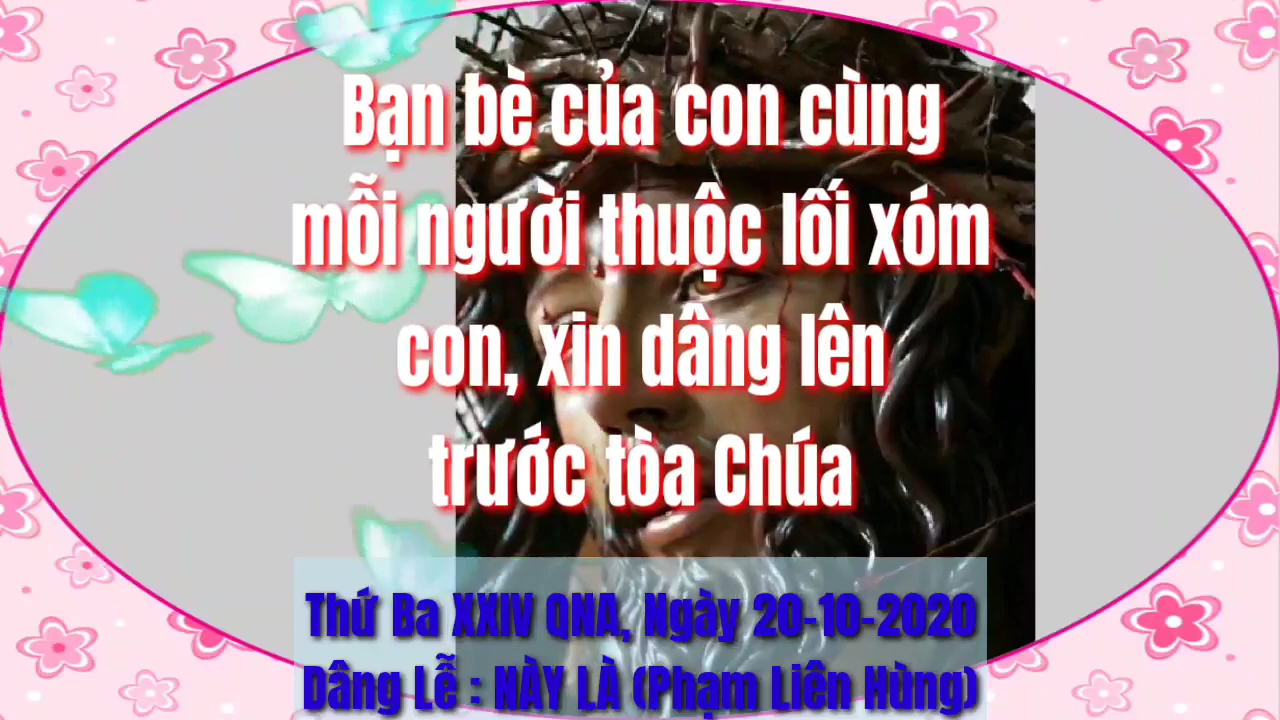 Bạn bè của con cùng
mỗi người thuộc lối xóm
con, xin dâng lên
trước tòa Chúa
Thứ Ba XXIV QNA, Ngày 20-10-2020
Dâng Lễ : NÀY LÀ (Phạm Liên Hùng)